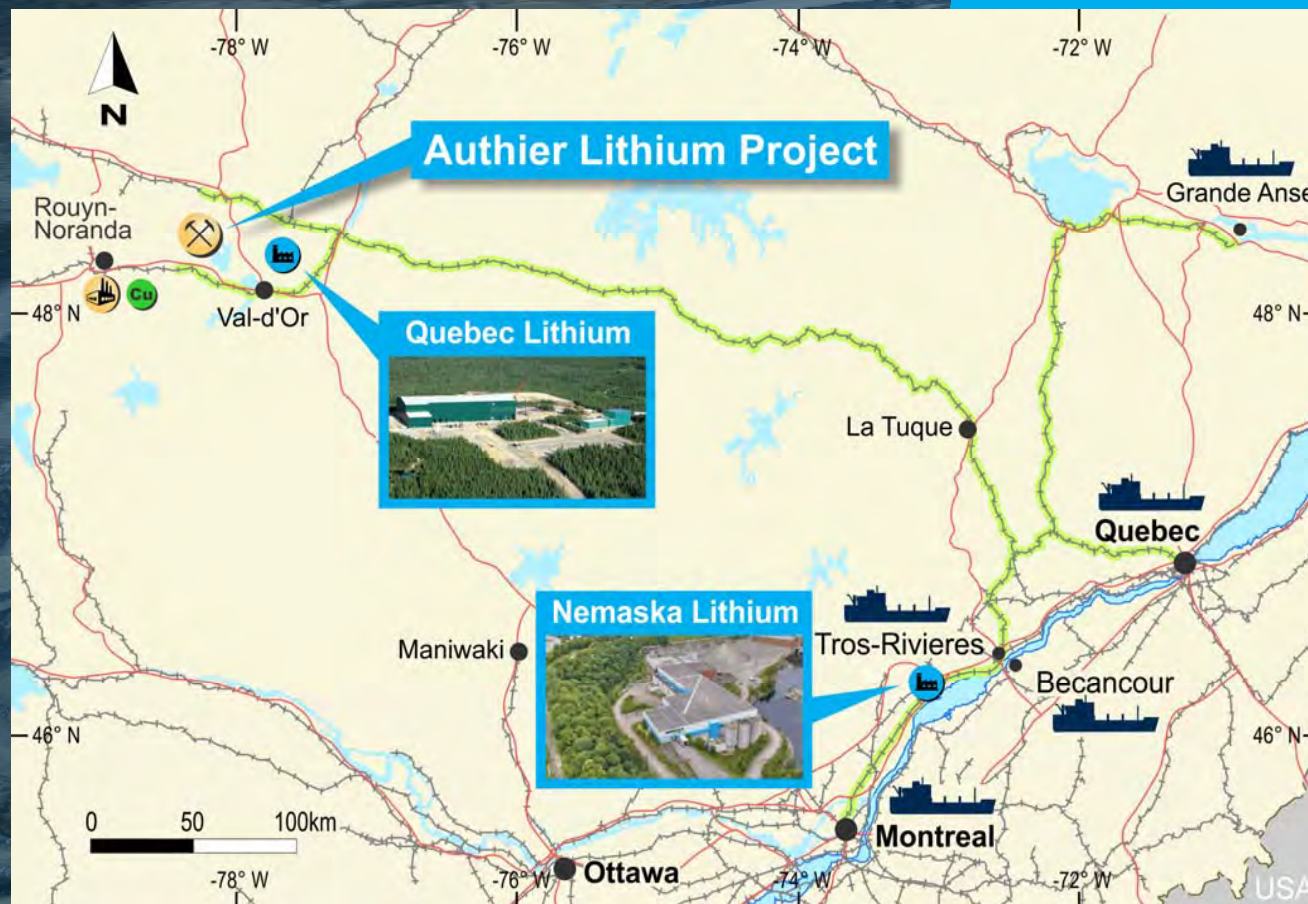 -78° W
-76° W
-74° W
-72° W
N
Authier Lithium Project
Grande Anse
Rouyn-
Noranda
Cu
Val-d'Or
48° N
48° N
Quebec Lithium
La Tuque
Quebec
Nemaska Lithium
Tros-Rivieres
Maniwaki
Becancour
46° N
46° N
0 50 100km
Montreal
Ottawa
-78° W
-76° W
-74° W
-72° W
USA